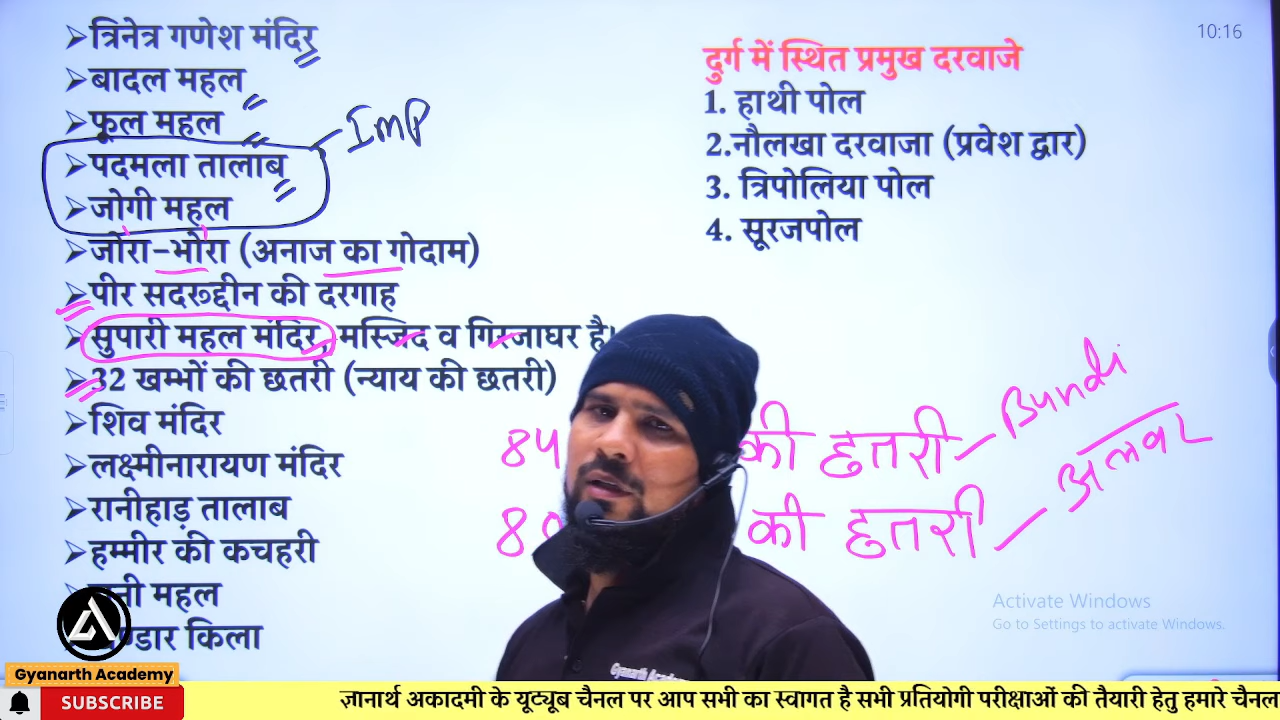 10:16
➢त्रिनेत्र गणेश मंदिर
➢बादल महल
➢फूल महल
Imp
➢पदमला तालाब
➢जोगी महल
➢जोंरा-भोंरा (अनाज का गोदाम)
➢पीर सदरूद्दीन की दरगाह
➢सुपारी महल मंदिर, मस्जिद व गिरजाघर है।
➢32 खम्भों की छतरी (न्याय की छतरी)
➢शिव मंदिर
➢लक्ष्मीनारायण मंदिर
➢रानीहाड़ तालाब
➢हम्मीर की कचहरी
महल
किला
दुर्ग में स्थित प्रमुख दरवाजे
1. हाथी पोल
2.नौलखा दरवाजा (प्रवेश द्वार)
3. त्रिपोलिया पोल
4. सूरजपोल
84 की छतरी - Bundi
की छतरी - अलवर
Activate Windows
Go to Settings to activate Windows.
Gyanarth Academy
Gyanarth Academy
SUBSCRIBE
ज्ञानार्थ अकादमी के यूट्यूब चैनल पर आप सभी का स्वागत है सभी प्रतियोगी परीक्षाओं की तैयारी हेतु हमारे चैनल